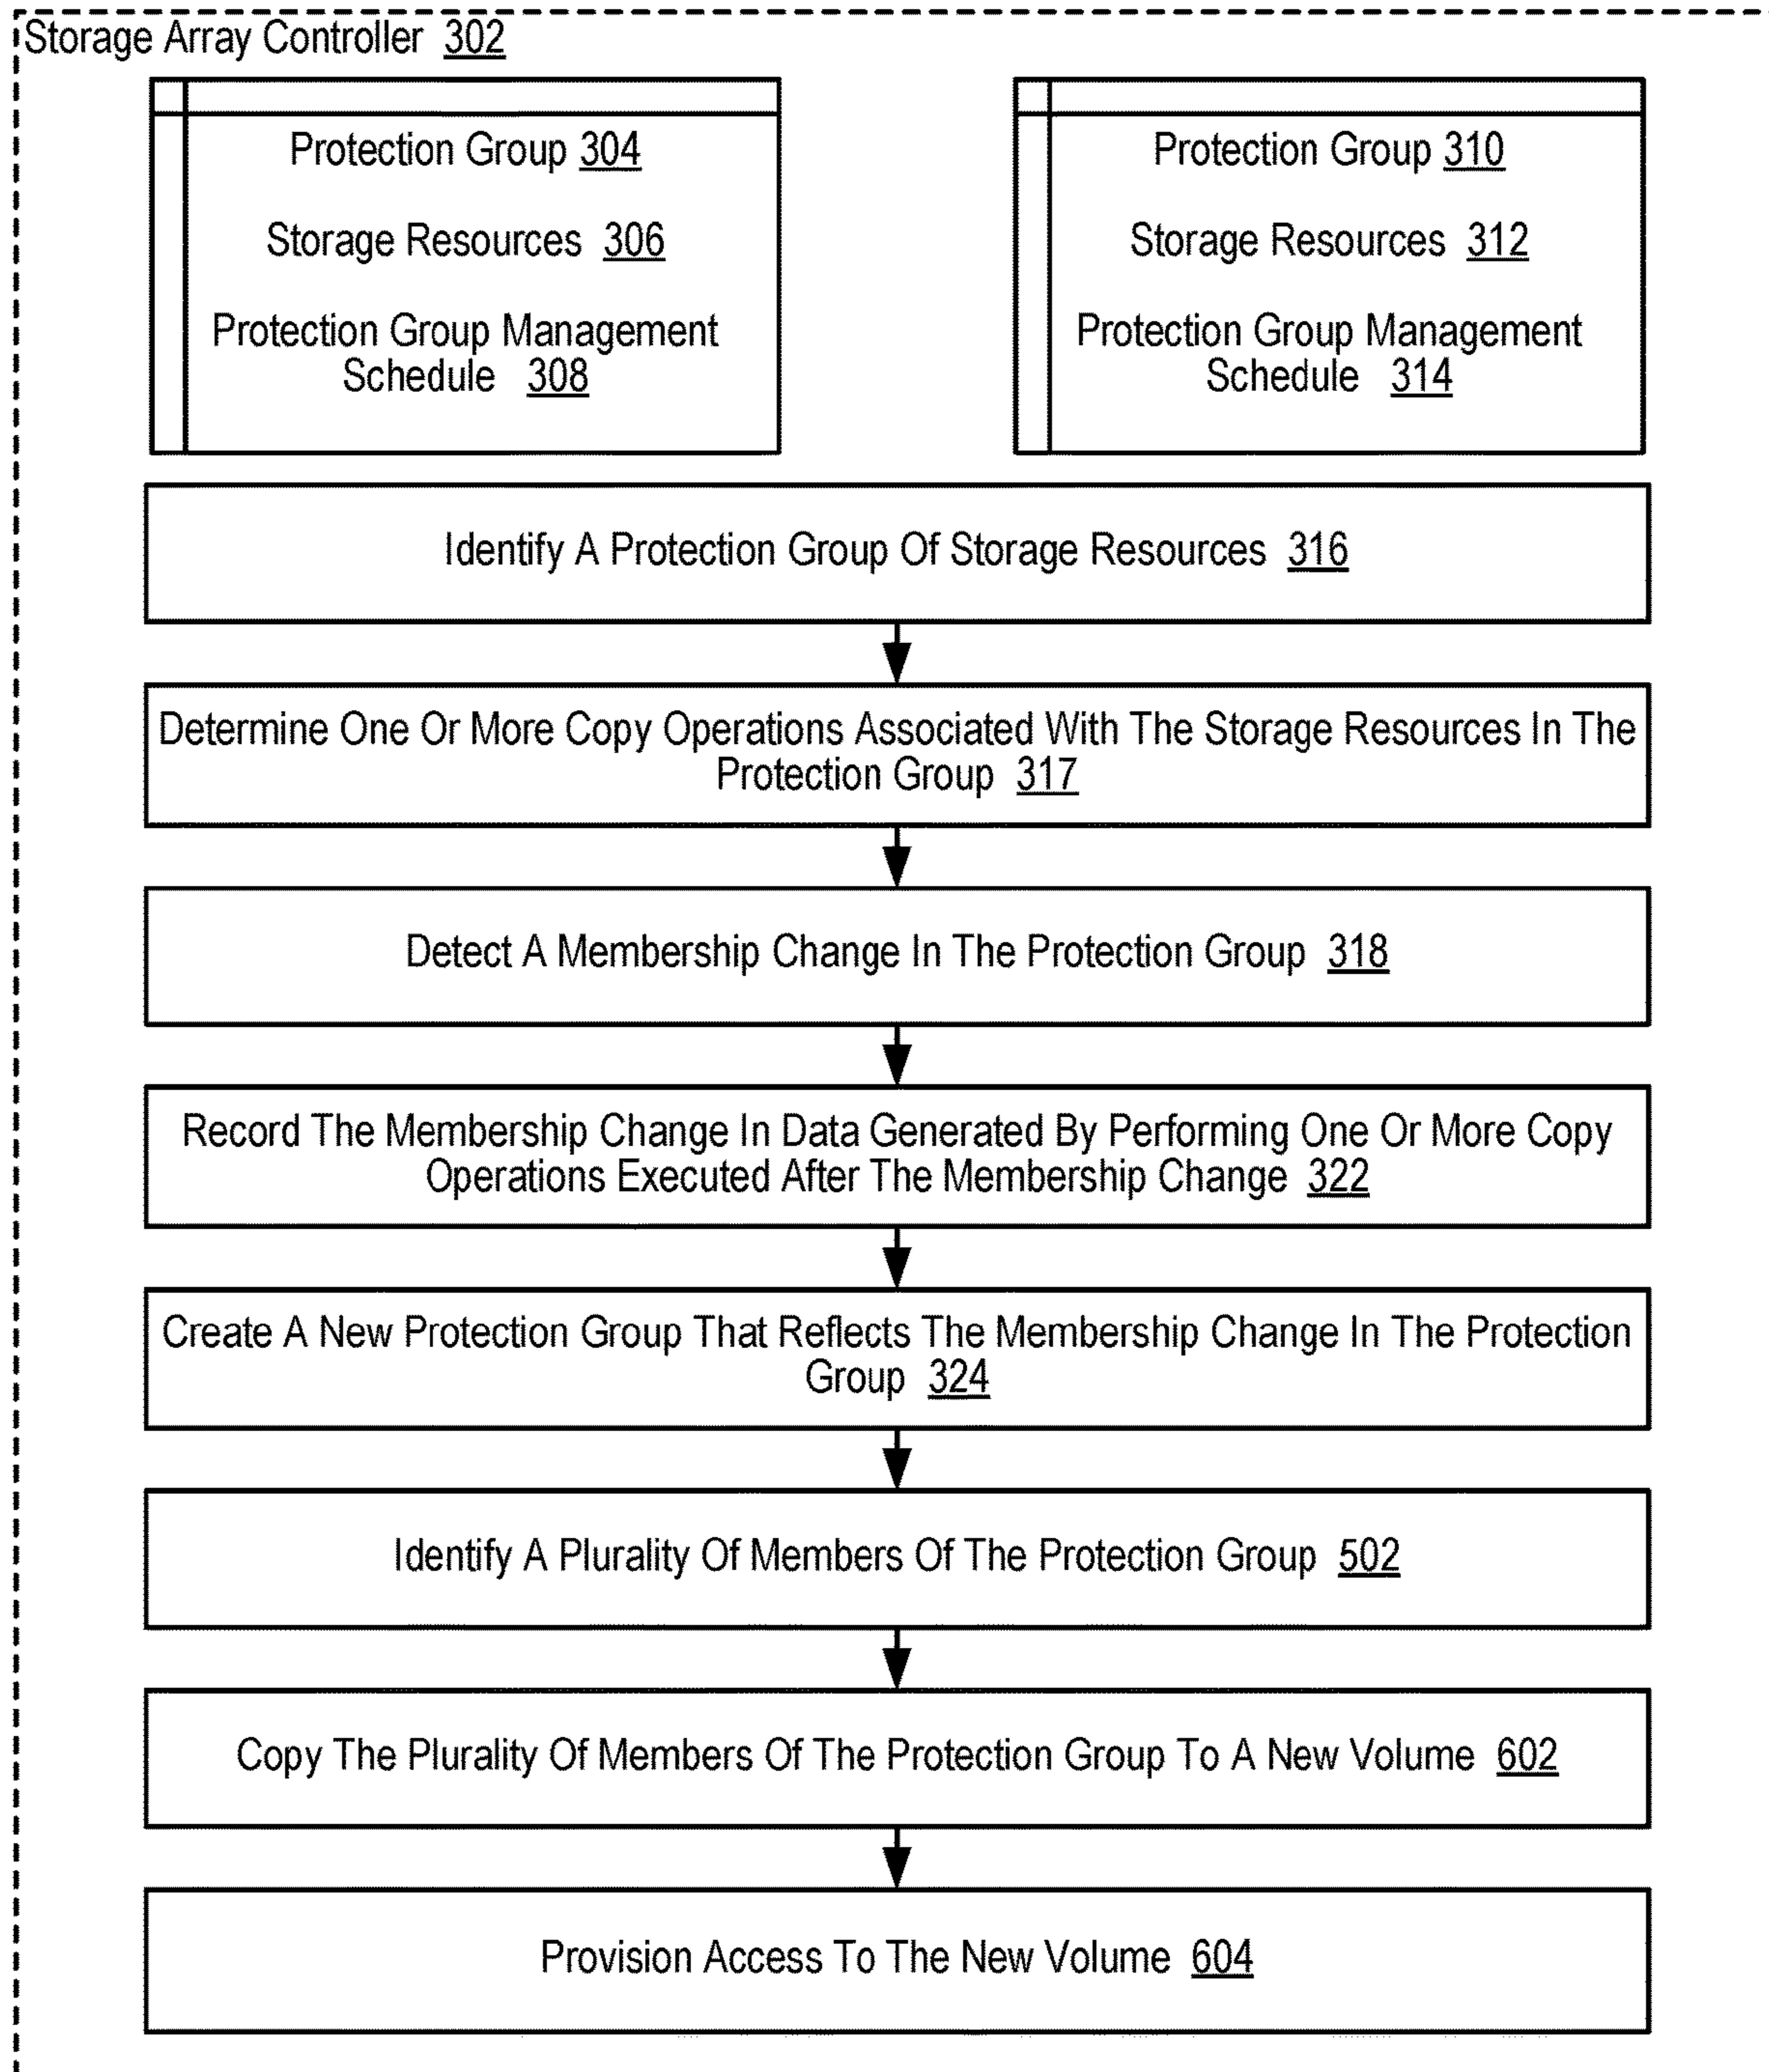 Storage Array Controller 302
Protection Group 304
Storage Resources 306
Protection Group Management
Schedule 308
Protection Group 310
Storage Resources 312
Protection Group Management
Schedule 314
Identify A Protection Group Of Storage Resources 316
Determine One Or More Copy Operations Associated With The Storage Resources In The
Protection Group 317
Detect A Membership Change In The Protection Group 318
Record The Membership Change In Data Generated By Performing One Or More Copy
Operations Executed After The Membership Change 322
Create A New Protection Group That Reflects The Membership Change In The Protection
Group 324
Identify A Plurality Of Members Of The Protection Group 502
Copy The Plurality Of Members Of The Protection Group To A New Volume 602
Provision Access To The New Volume 604